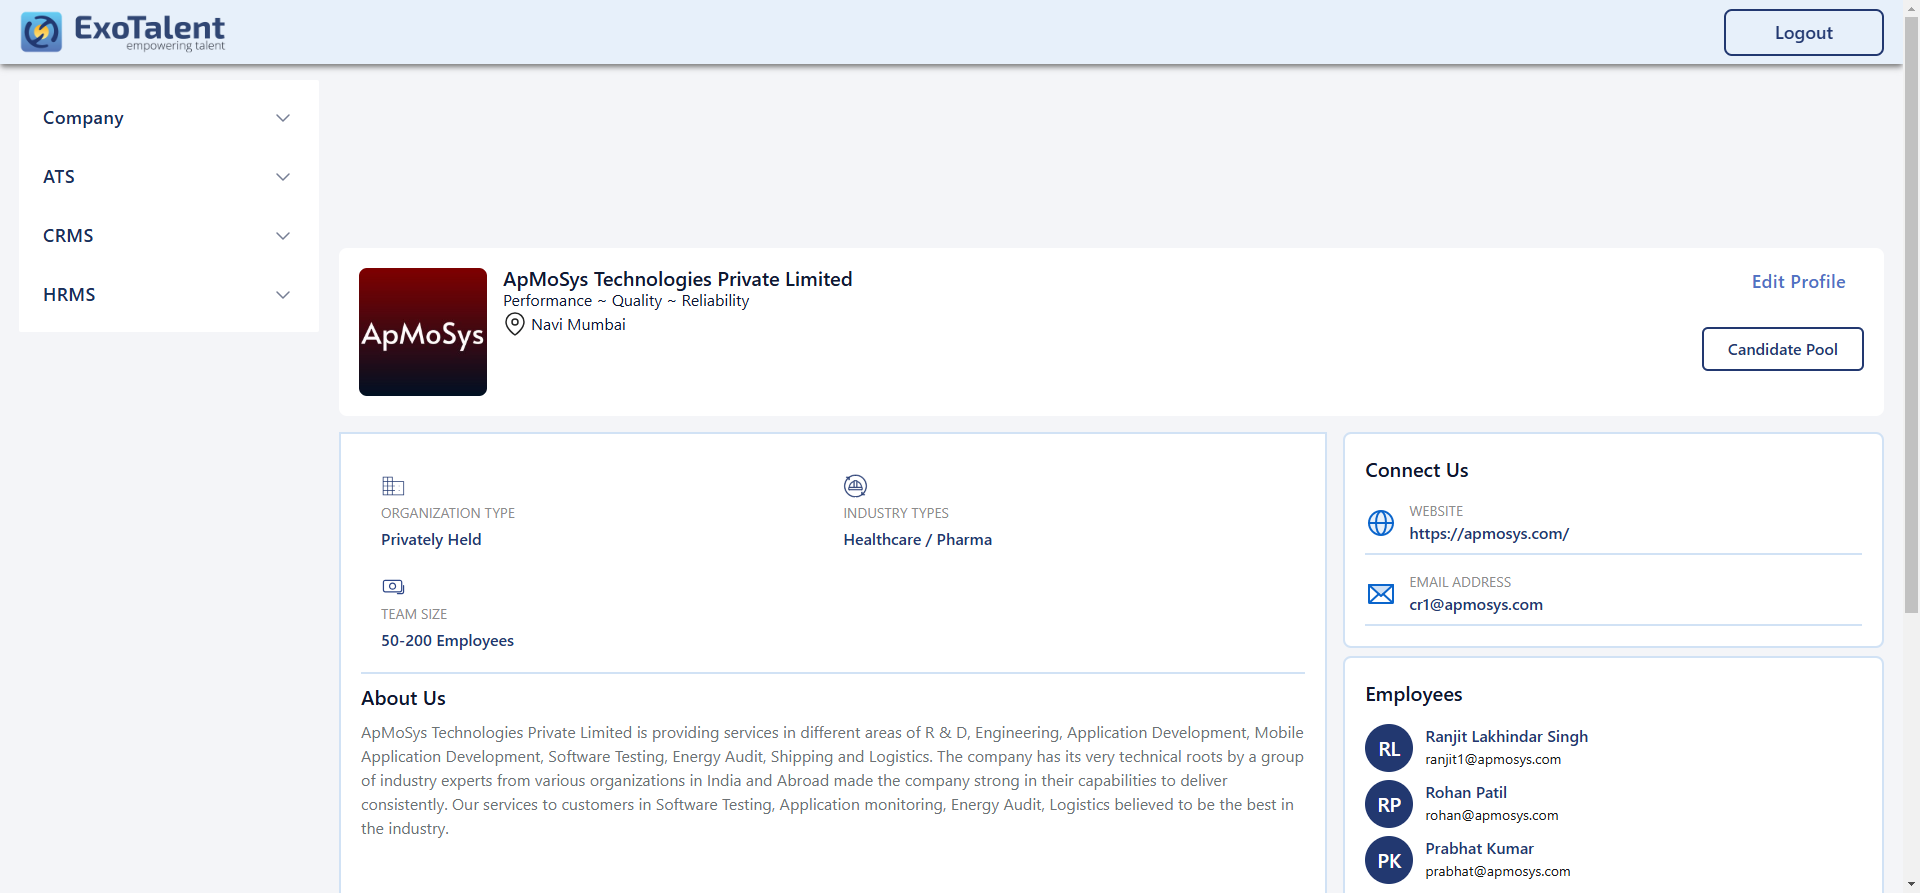 ExoTalent
empowering talent
Logout
Company
ATS
CRMS
HRMS
ApMoSys
ApMoSys Technologies Private Limited
Performance ~ Quality ~ Reliability
Navi Mumbai
Edit Profile
Candidate Pool
ORGANIZATION TYPE
Privately Held
INDUSTRY TYPES
Healthcare / Pharma
TEAM SIZE
50-200 Employees
About Us
ApMoSys Technologies Private Limited is providing services in different areas of R & D, Engineering, Application Development, Mobile
Application Development, Software Testing, Energy Audit, Shipping and Logistics. The company has its very technical roots by a group
of industry experts from various organizations in India and Abroad made the company strong in their capabilities to deliver
consistently. Our services to customers in Software Testing, Application monitoring, Energy Audit, Logistics believed to be the best in
the industry.
Connect Us
WEBSITE
https://apmosys.com/
EMAIL ADDRESS
cr1@apmosys.com
Employees
RL
Ranjit Lakhindar Singh
ranjit1@apmosys.com
RP
Rohan Patil
rohan@apmosys.com
PK
Prabhat Kumar
prabhat@apmosys.com